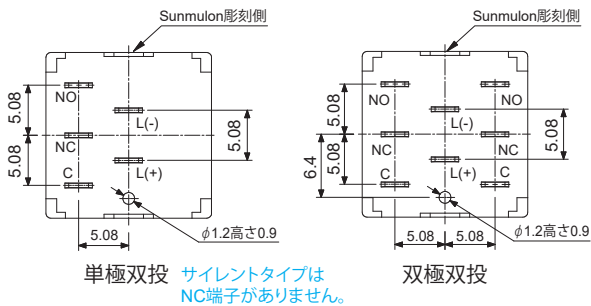 Sunmulon彫刻側
NO
NC
C
L(-)
L(+)
5.08
5.08
5.08
5.08
φ1.2高さ0.9
単極双投
サイレントタイプは
NC端子がありません。
Sunmulon彫刻側
NO
NO
NC
NC
C
C
L(-)
L(+)
5.08
5.08
6.4
5.08
5.08
5.08
φ1.2高さ0.9
双極双投